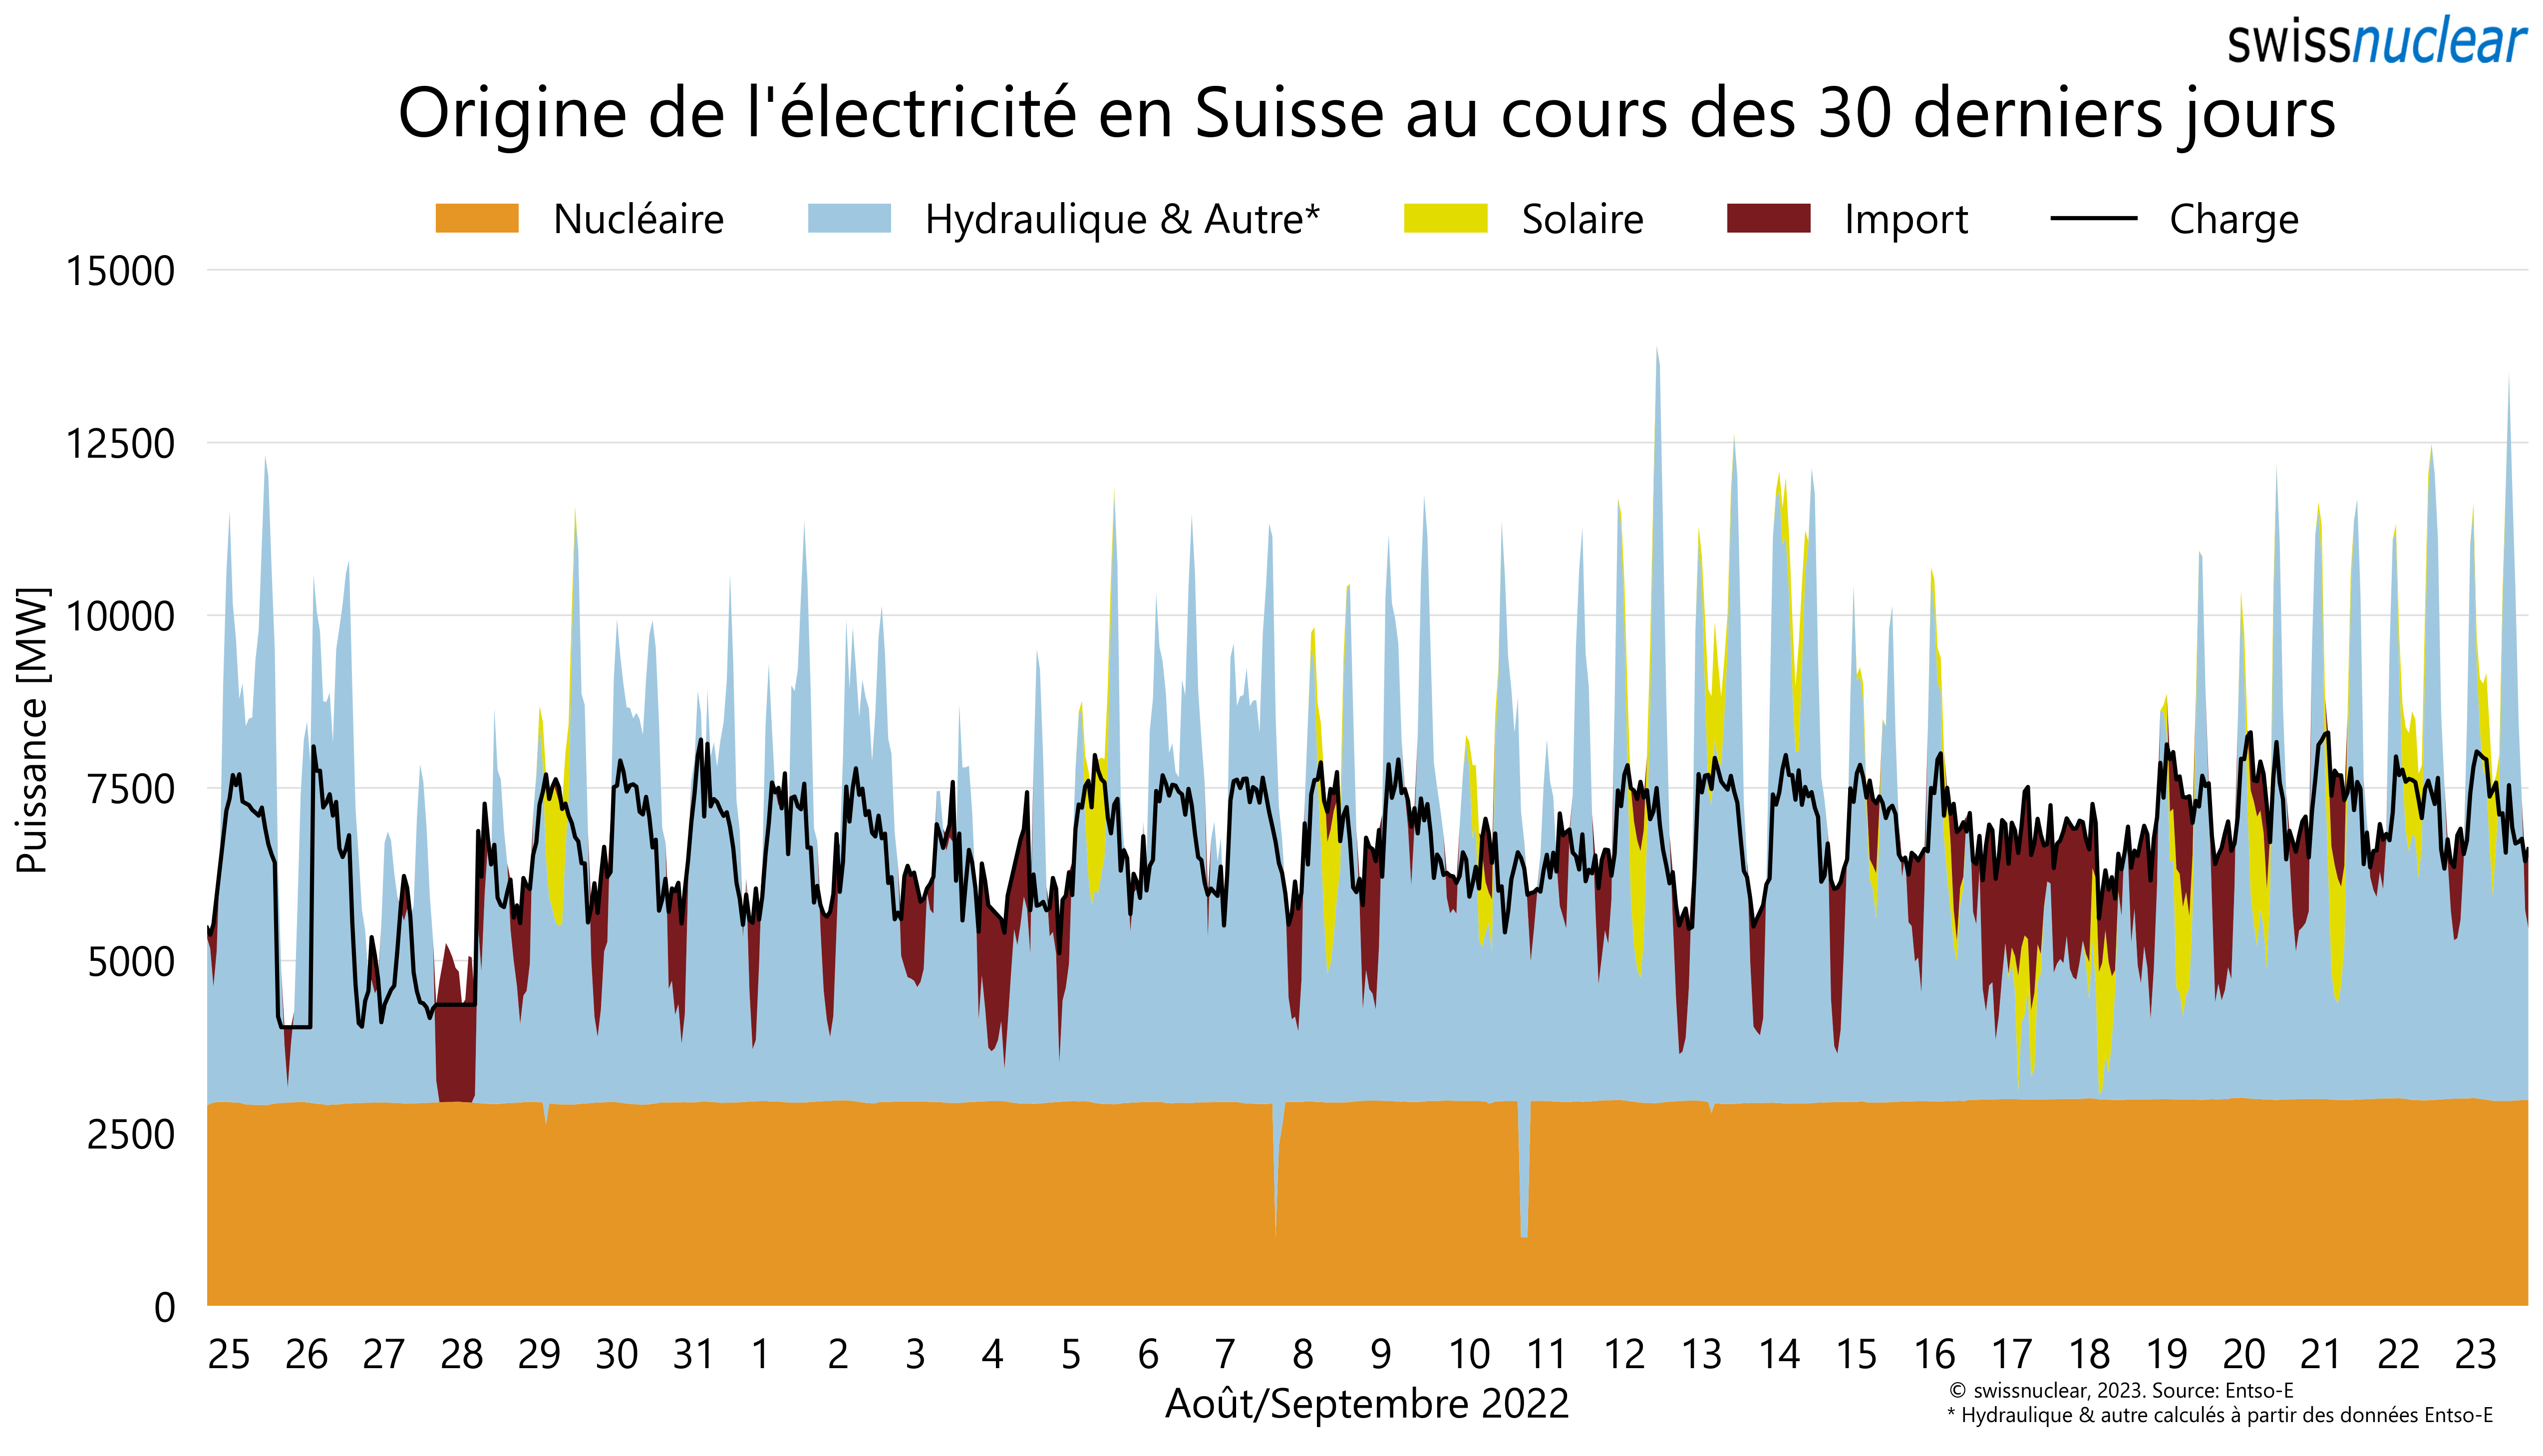 swissnuclear
Origine de l'électricité en Suisse au cours des 30 derniers jours
Nucléaire Hydraulique & Autre* Solaire Import Charge
15000
12500
10000
7500
5000
2500
0
Puissance [MW]
25 26 27 28 29 30 31 1 2 3 4 5 6 7 8 9 10 11 12 13 14 15 16 17 18 19 20 21 22 23
Août/Septembre 2022
© swissnuclear, 2023. Source: Entso-E
* Hydraulique & autre calculés à partir des données Entso-E